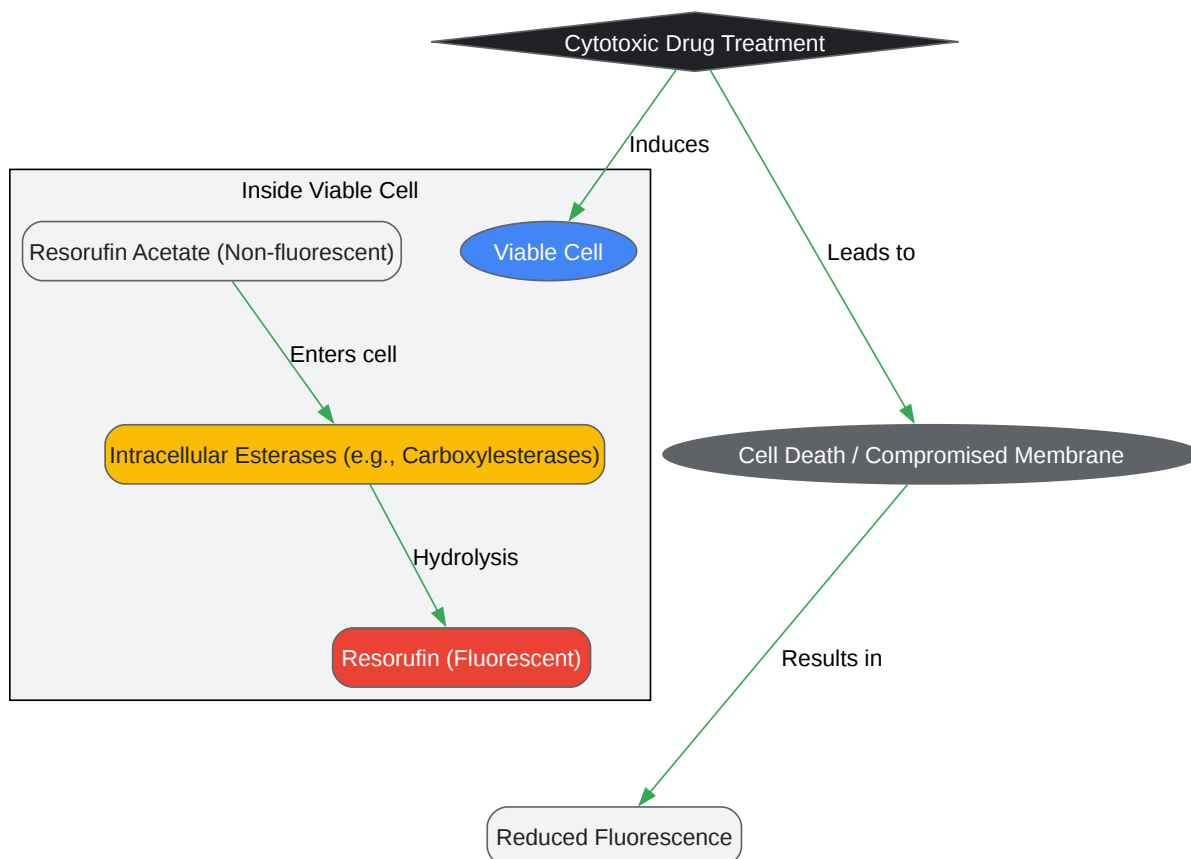 Cytotoxic Drug Treatment
Induces
Leads to
Inside Viable Cell
Resorufin Acetate (Non-fluorescent)
Viable Cell
Enters cell
Intracellular Esterases (e.g., Carboxylesterases)
Cell Death / Compromised Membrane
Hydrolysis
Resorufin (Fluorescent)
Results in
Reduced Fluorescence